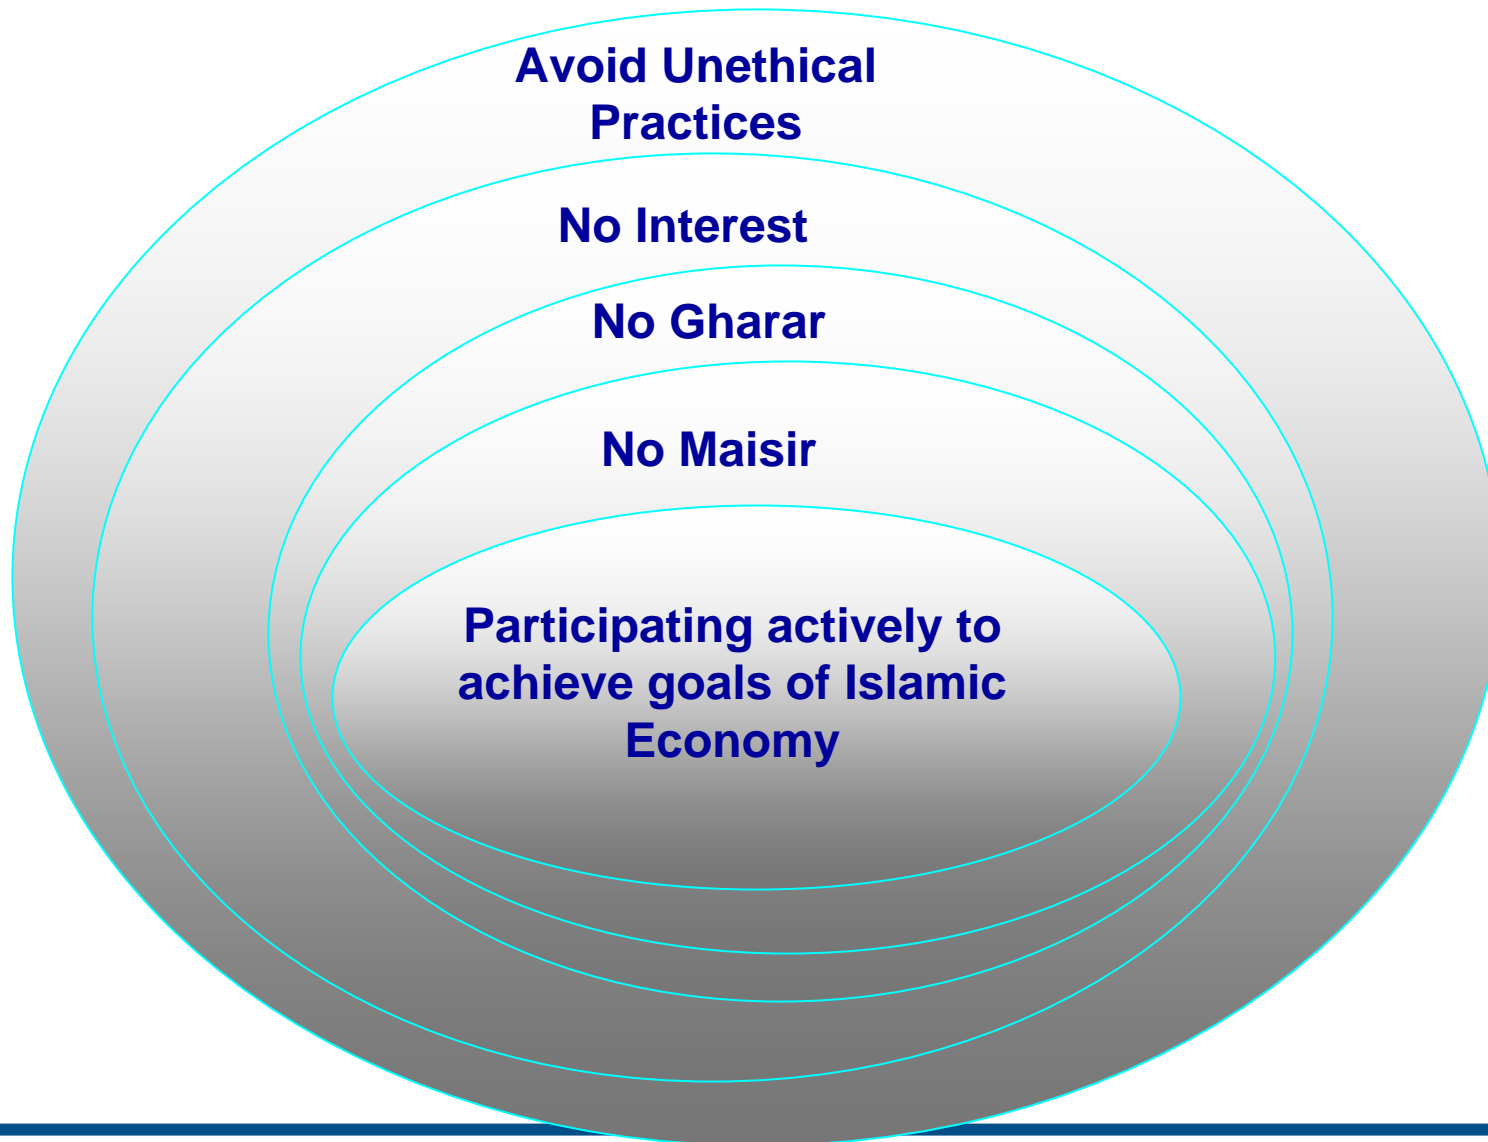 Avoid Unethical
Practices
No Interest
No Gharar
No Maisir
Participating actively to
achieve goals of Islamic
Economy